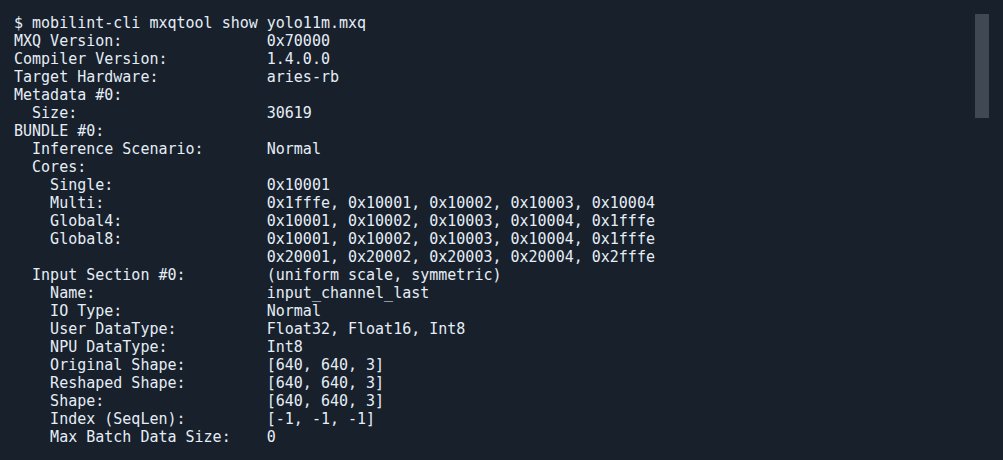 $ mobilint-cli mxqtool show yolo11m.mxq
MXQ Version: 0x70000
Compiler Version: 1.4.0.0
Target Hardware: aries-rb
Metadata #0:
Size: 30619
BUNDLE #0:
Inference Scenario: Normal
Cores:
Single: 0x10001
Multi: 0x1fffe, 0x10001, 0x10002, 0x10003, 0x10004
Global4: 0x10001, 0x10002, 0x10003, 0x10004, 0x1fffe
Global8: 0x10001, 0x10002, 0x10003, 0x10004, 0x1fffe
0x20001, 0x20002, 0x20003, 0x20004, 0x2fffe
Input Section #0: (uniform scale, symmetric)
Name: input_channel_last
IO Type: Normal
User DataType: Float32, Float16, Int8
NPU DataType: Int8
Original Shape: [640, 640, 3]
Reshaped Shape: [640, 640, 3]
Shape: [640, 640, 3]
Index (SeqLen): [-1, -1, -1]
Max Batch Data Size: 0